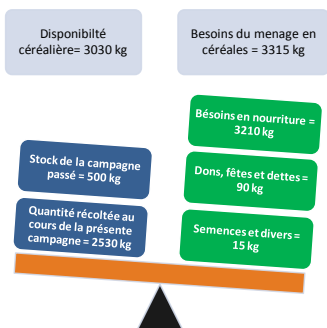 Disponibilté
céréalière= 3030 kg
Besoins du menage en
céréales = 3315 kg
Bésoins en nourriture =
3210 kg
Stock de la campagne
passé = 500 kg
Dons, fêtes et dettes =
90 kg
Quantité récoltée au
cours de la présente
campagne = 2530 kg
Semences et divers =
15 kg